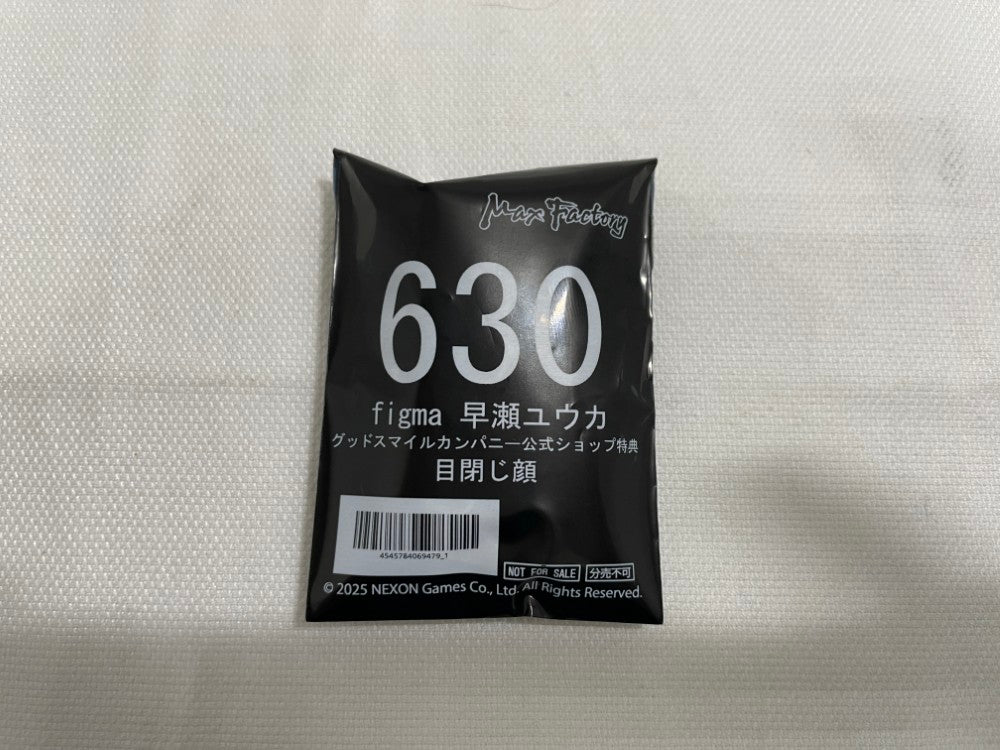 Max Factory
630
figma 早瀬ユウカ
グッドスマイルカンパニー公式ショップ特典
目閉じ顔
4545784069479_1
NOT FOR SALE 分売不可
© 2025 NEXON Games Co., Ltd. All Rights Reserved.